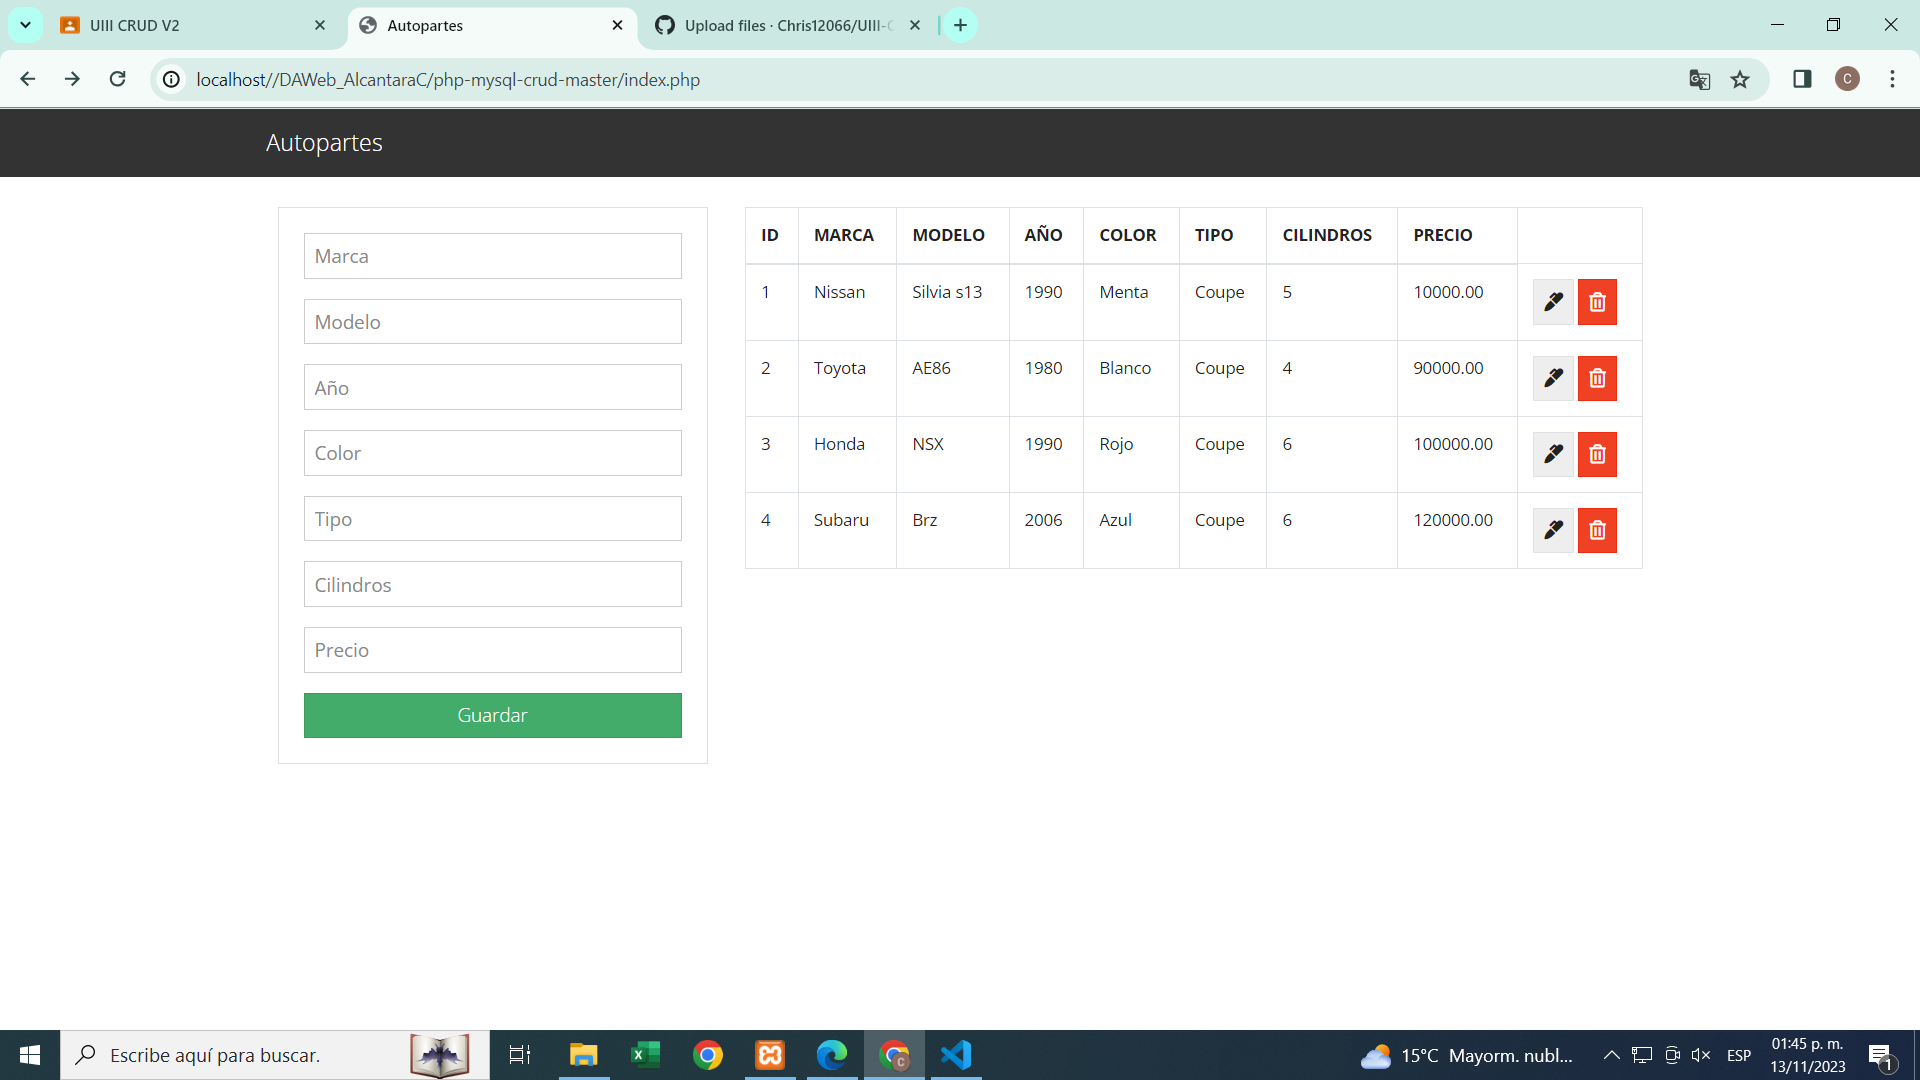 UIII CRUD V2
Autopartes
Upload files · Chris12066/UIII-C
localhost//DAWeb_AlcantaraC/php-mysql-crud-master/index.php
C
Autopartes
Marca
Modelo
Año
Color
Tipo
Cilindros
Precio
Guardar
ID MARCA MODELO AÑO COLOR TIPO CILINDROS PRECIO
1 Nissan Silvia s13 1990 Menta Coupe 5 10000.00
2 Toyota AE86 1980 Blanco Coupe 4 90000.00
3 Honda NSX 1990 Rojo Coupe 6 100000.00
4 Subaru Brz 2006 Azul Coupe 6 120000.00
Escribe aquí para buscar.
15°C Mayorm. nubl...
ESP
01:45 p. m.
13/11/2023
1